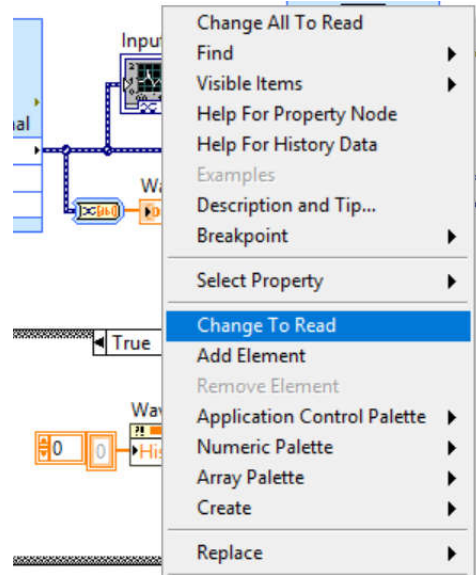 Change All To Read
Find
Visible Items
Help For Property Node
Help For History Data
Examples
Description and Tip...
Breakpoint
Select Property
Change To Read
Add Element
Remove Element
Application Control Palette
Numeric Palette
Array Palette
Create
Replace
Inpu
al
Wa
True
Wav
0
0
His